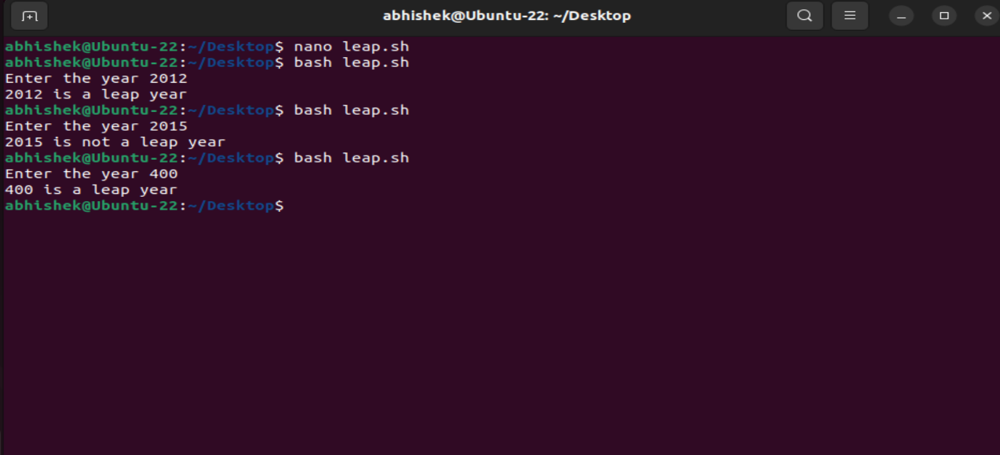 abhishek@Ubuntu-22: ~/Desktop
abhishek@Ubuntu-22:~/Desktop$ nano leap.sh
abhishek@Ubuntu-22:~/Desktop$ bash leap.sh
Enter the year 2012
2012 is a leap year
abhishek@Ubuntu-22:~/Desktop$ bash leap.sh
Enter the year 2015
2015 is not a leap year
abhishek@Ubuntu-22:~/Desktop$ bash leap.sh
Enter the year 400
400 is a leap year
abhishek@Ubuntu-22:~/Desktop$